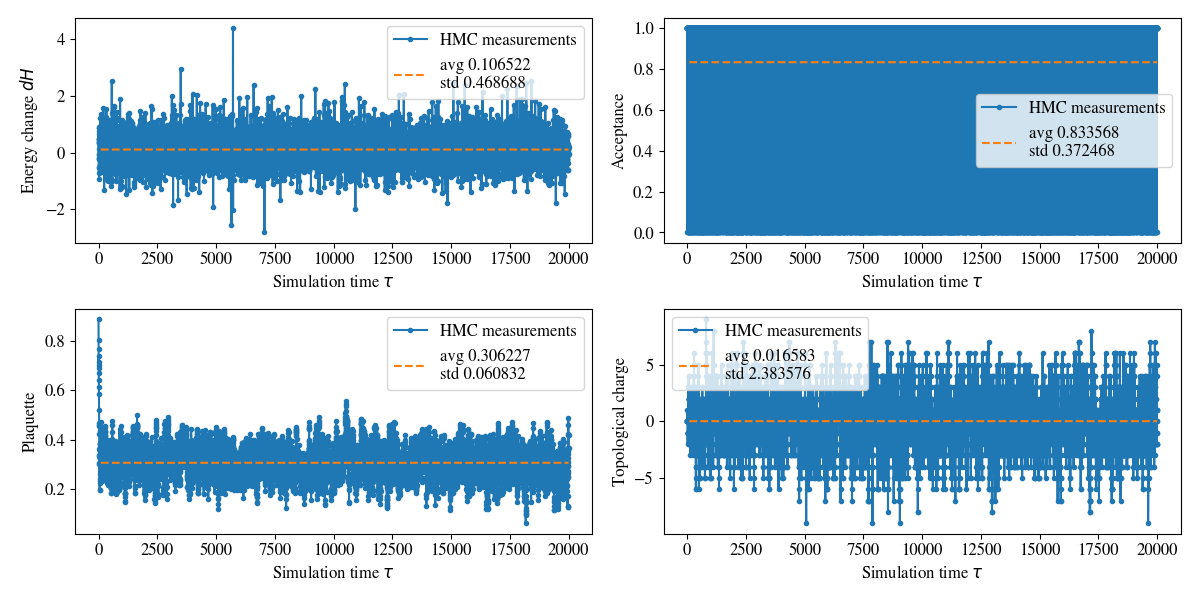 Energy change dH
4
2
0
−2
HMC measurements
avg 0.106522
std 0.468688
0 2500 5000 7500 10000 12500 15000 17500 20000
Simulation time τ
Acceptance
1.0
0.8
0.6
0.4
0.2
0.0
HMC measurements
avg 0.833568
std 0.372468
0 2500 5000 7500 10000 12500 15000 17500 20000
Simulation time τ
Plaquette
0.8
0.6
0.4
0.2
HMC measurements
avg 0.306227
std 0.060832
0 2500 5000 7500 10000 12500 15000 17500 20000
Simulation time τ
Topological charge
5
0
−5
HMC measurements
avg 0.016583
std 2.383576
0 2500 5000 7500 10000 12500 15000 17500 20000
Simulation time τ